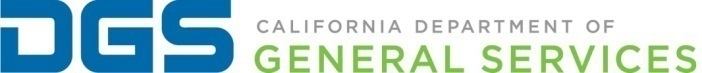 DGS
CALIFORNIA DEPARTMENT OF
GENERAL SERVICES